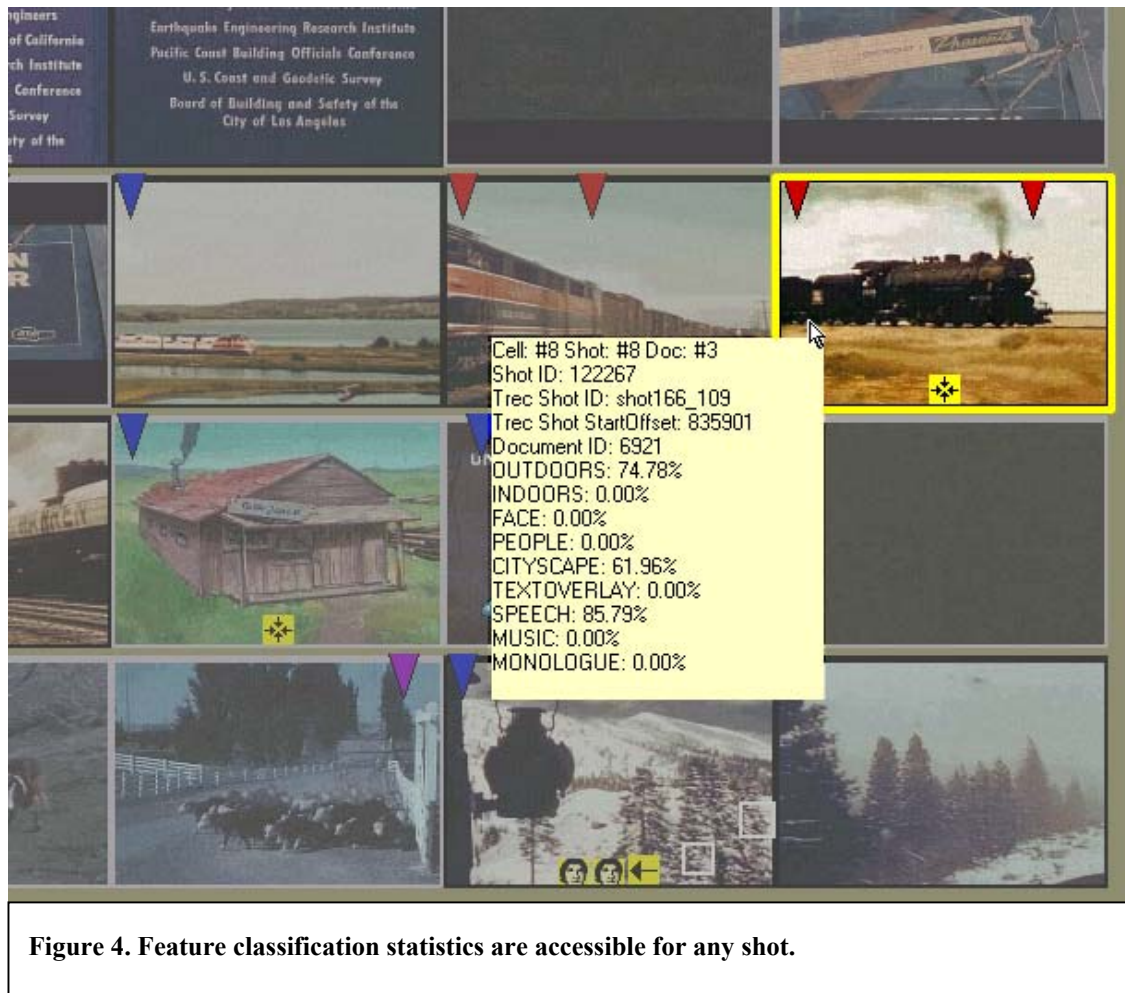 ngineers
of California
ch Institute
Conference
Survey
ety of the
Earthquake Engineering Research Institute
Pacific Coast Building Officials Conference
U. S. Coast and Geodetic Survey
Board of Building and Safety of the
City of Los Angeles
Presents
N
R
Cell: #8 Shot: #8 Doc: #3
Shot ID: 122267
Trec Shot ID: shot166_109
Trec Shot StartOffset: 835901
Document ID: 6921
OUTDOORS: 74.78%
INDOORS: 0.00%
FACE: 0.00%
PEOPLE: 0.00%
CITYSCAPE: 61.96%
TEXTOVERLAY: 0.00%
SPEECH: 85.79%
MUSIC: 0.00%
MONOLOGUE: 0.00%
UN
Figure 4. Feature classification statistics are accessible for any shot.